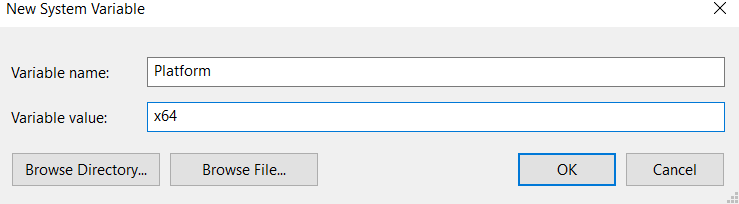 New System Variable
Variable name: Platform
Variable value: x64
Browse Directory... Browse File... OK Cancel